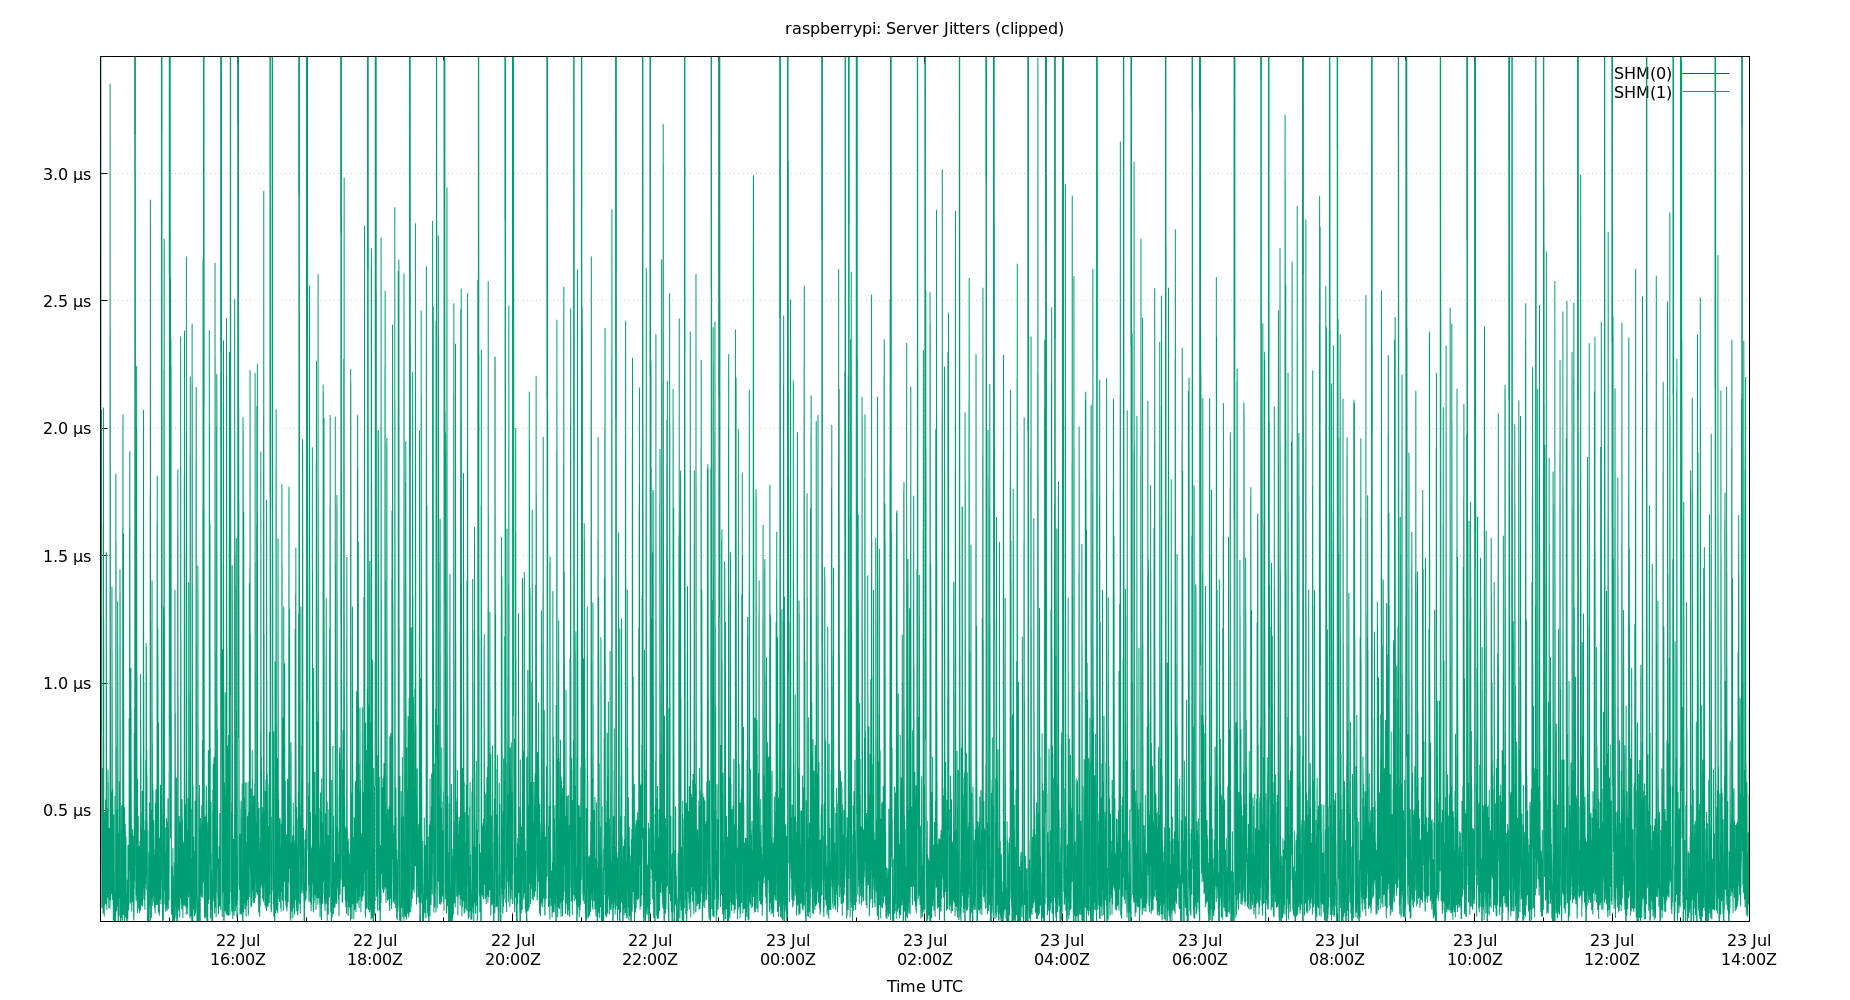 raspberrypi: Server Jitters (clipped)
SHM(0)
SHM(1)
3.0 µs
2.5 µs
2.0 µs
1.5 µs
1.0 µs
0.5 µs
22 Jul 22 Jul 22 Jul 22 Jul 23 Jul 23 Jul 23 Jul 23 Jul 23 Jul 23 Jul 23 Jul 23 Jul
16:00Z 18:00Z 20:00Z 22:00Z 00:00Z 02:00Z 04:00Z 06:00Z 08:00Z 10:00Z 12:00Z 14:00Z
Time UTC